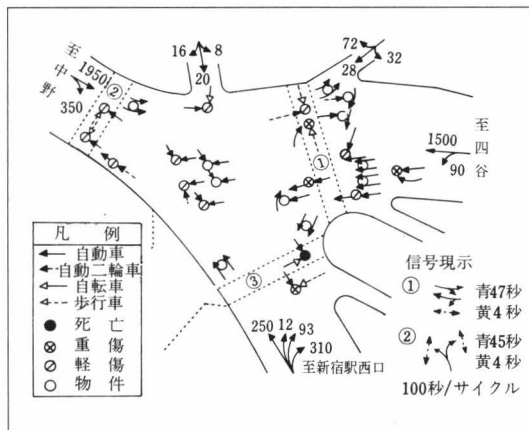 至中野
1950
350
②
16
8
20
72
32
28
1500
至四谷
90
①
③
凡 例
自動車
自動二輪車
自転車
歩行車
死 亡
重 傷
軽 傷
物 件
250
12
93
310
至新宿駅西口
信号現示
①
青47秒
黄4秒
②
青45秒
黄4秒
100秒/サイクル